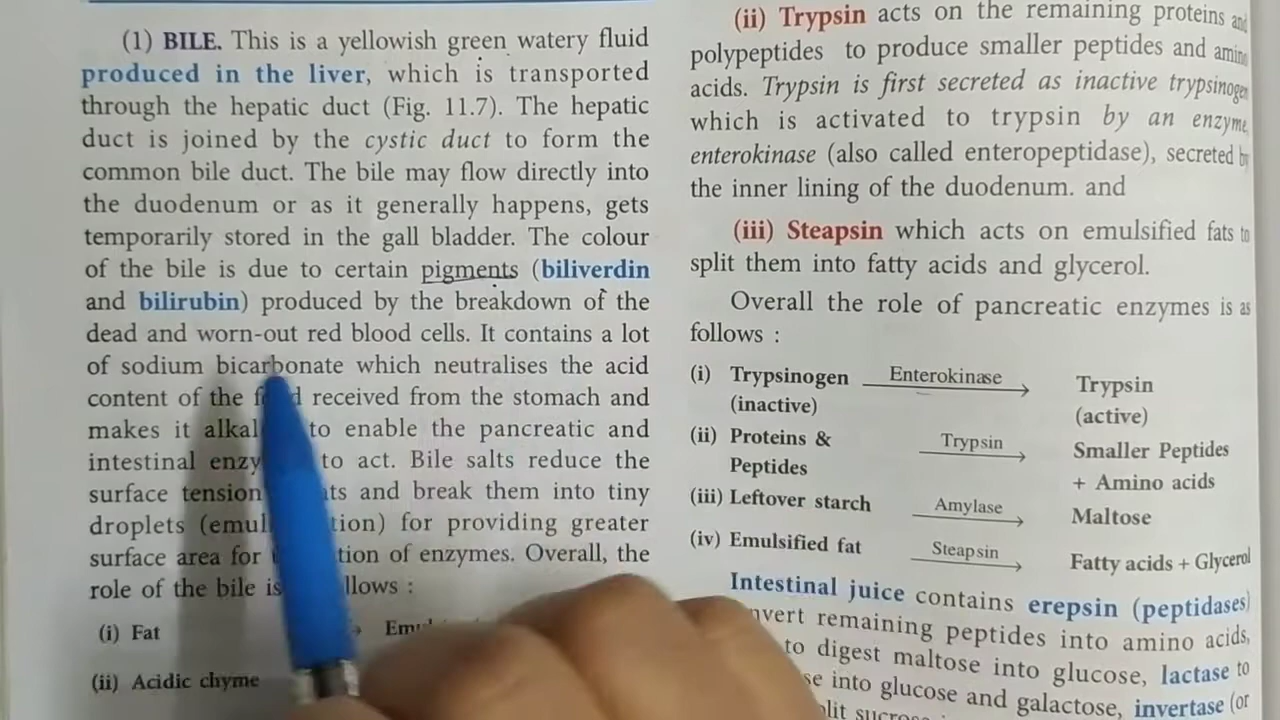 (1) BILE. This is a yellowish green watery fluid
produced in the liver, which is transported
through the hepatic duct (Fig. 11.7). The hepatic
duct is joined by the cystic duct to form the
common bile duct. The bile may flow directly into
the duodenum or as it generally happens, gets
temporarily stored in the gall bladder. The colour
of the bile is due to certain pigments (biliverdin
and bilirubin) produced by the breakdown of the
dead and worn-out red blood cells. It contains a lot
of sodium bicarbonate which neutralises the acid
content of the received from the stomach and
makes it to enable the pancreatic and
intestinal to act. Bile salts reduce the
surface tension and break them into tiny
droplets for providing greater
surface area for of enzymes. Overall, the
role of the bile is :
(i) Fat
(ii) Acidic chyme
(ii) Trypsin acts on the remaining proteins and
polypeptides to produce smaller peptides and amino
acids. Trypsin is first secreted as inactive trypsinogen
which is activated to trypsin by an enzyme,
enterokinase (also called enteropeptidase), secreted by
the inner lining of the duodenum. and
(iii) Steapsin which acts on emulsified fats to
split them into fatty acids and glycerol.
Overall the role of pancreatic enzymes is as
follows :
(i) Trypsinogen Enterokinase Trypsin
(inactive) (active)
(ii) Proteins & Trypsin Smaller Peptides
Peptides + Amino acids
(iii) Leftover starch Amylase Maltose
(iv) Emulsified fat Steapsin Fatty acids + Glycerol
Intestinal juice contains erepsin (peptidases)
remaining peptides into amino acids,
to digest maltose into glucose, lactase to
into glucose and galactose, invertase (or